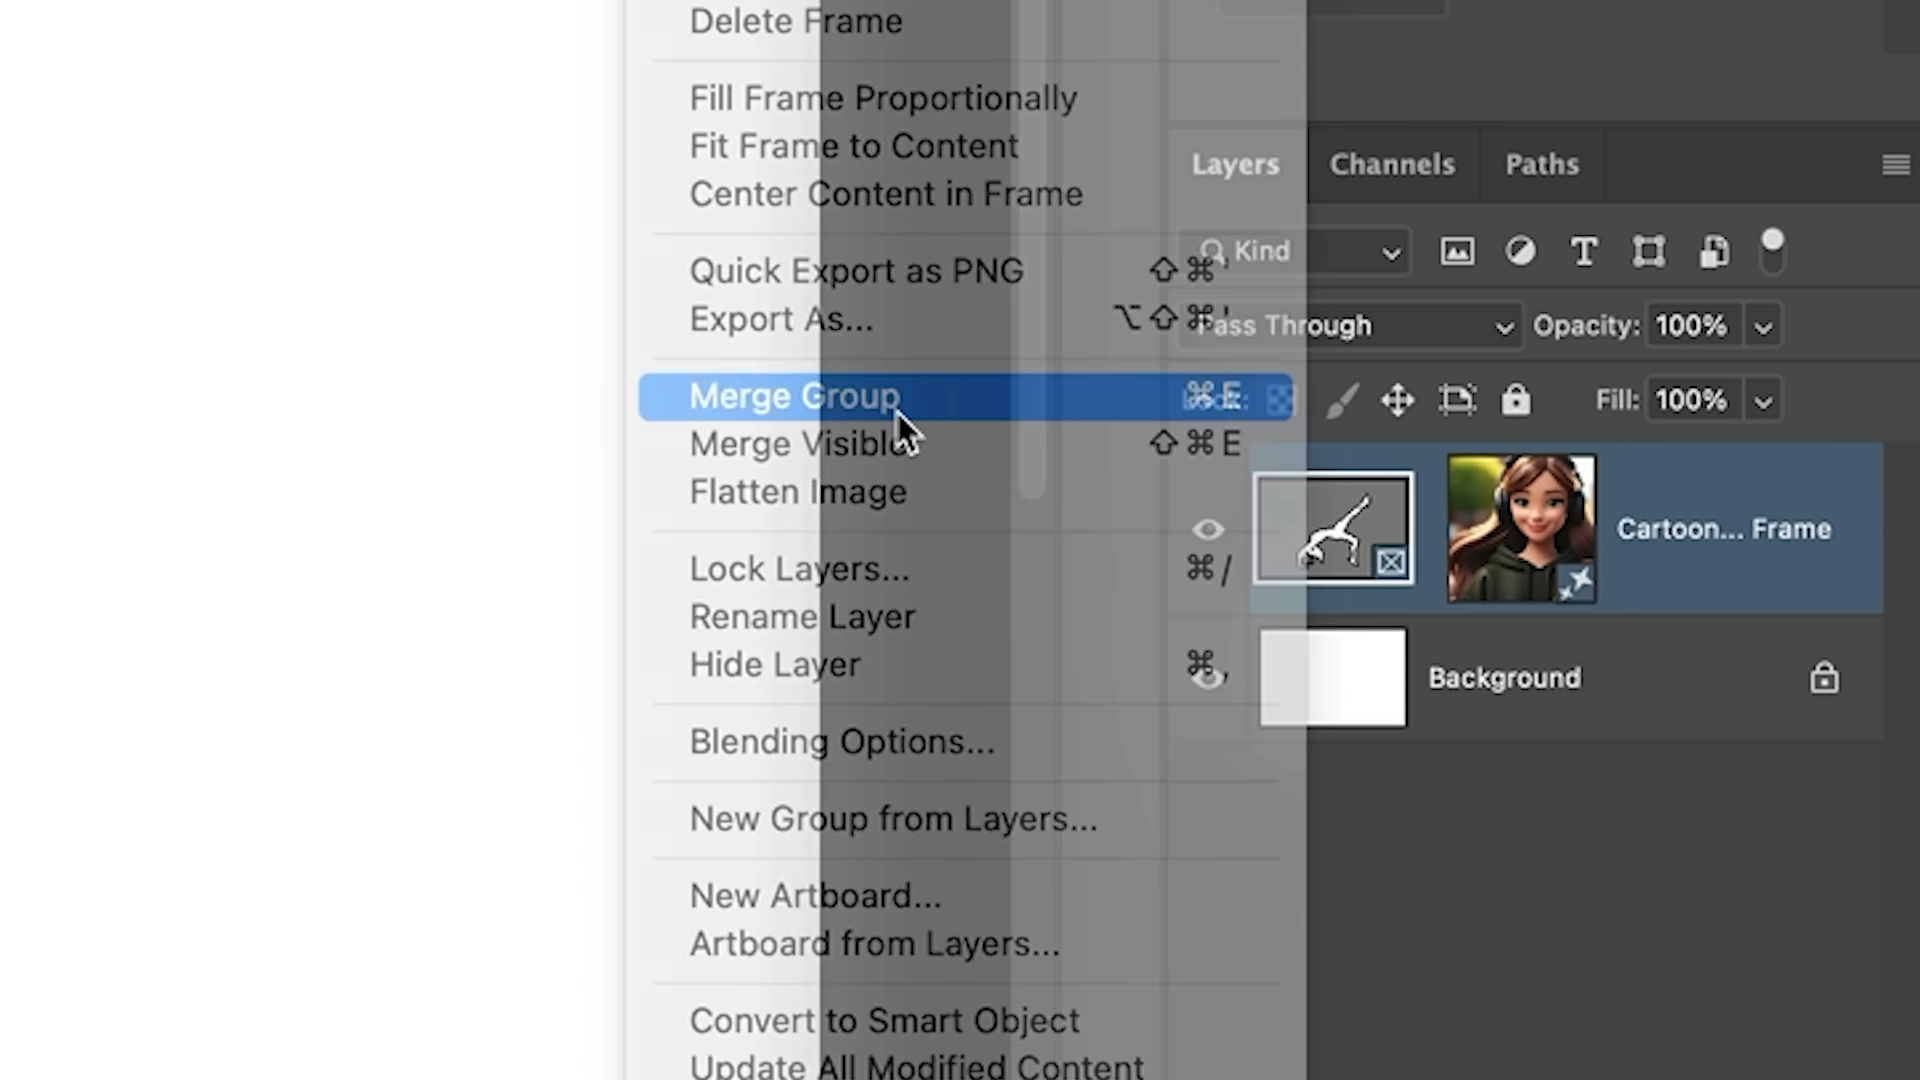 Delete Frame
Fill Frame Proportionally
Fit Frame to Content
Center Content in Frame
Quick Export as PNG ⇧⌘'
Export As... ⌥⇧⌘'
Merge Group ⌘E
Merge Visible ⇧⌘E
Flatten Image
Lock Layers... ⌘/
Rename Layer
Hide Layer ⌘,
Blending Options...
New Group from Layers...
New Artboard...
Artboard from Layers...
Convert to Smart Object
Update All Modified Content
Layers Channels Paths
Kind
Pass Through Opacity: 100%
Lock: Fill: 100%
Cartoon... Frame
Background